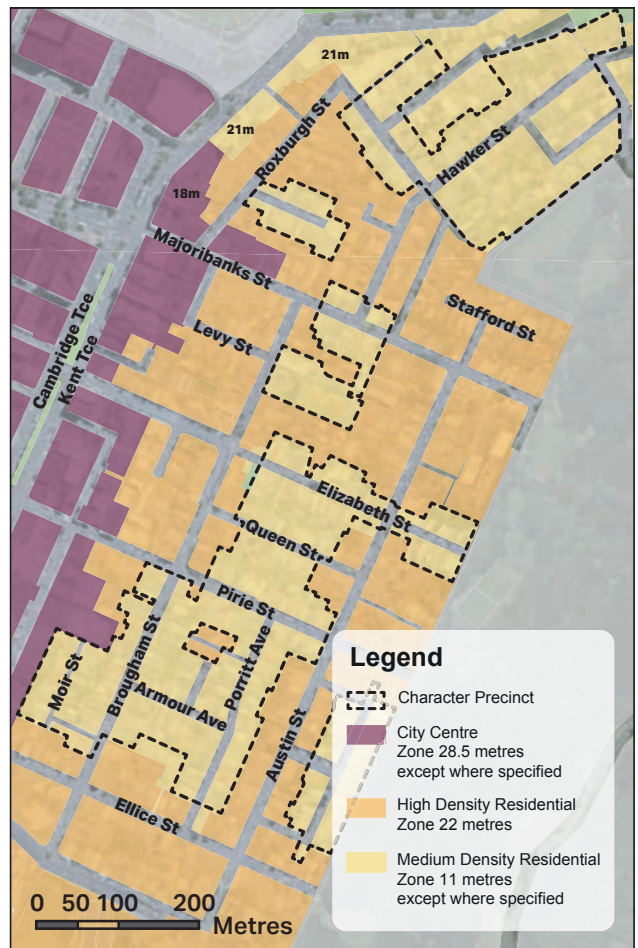 21m
21m
Roxburgh St
Hawker St
18m
Majoribanks St
Stafford St
Cambridge Tce
Kent Tce
Levy St
Elizabeth St
Queen St
Pirie St
Brougham St
Moir St
Porritt Ave
Armour Ave
Austin St
Ellice St
Legend
Character Precinct
City Centre
Zone 28.5 metres
except where specified
High Density Residential
Zone 22 metres
Medium Density Residential
Zone 11 metres
except where specified
0 50 100 200
Metres